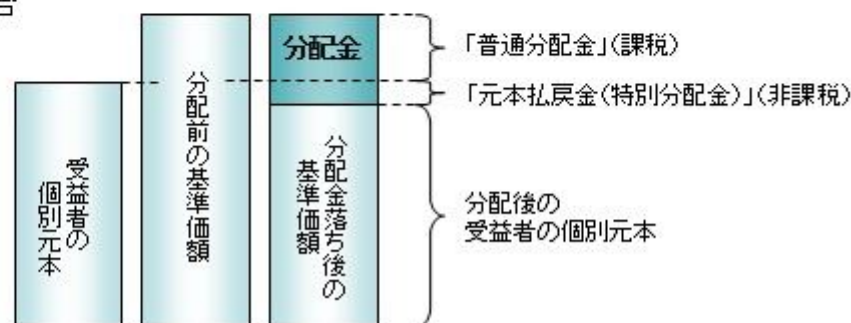 受益者の
個別元本
分配前の基準価額
分配金
分配金落ち後の
基準価額
「普通分配金」(課税)
「元本払戻金(特別分配金)」(非課税)
分配後の
受益者の個別元本